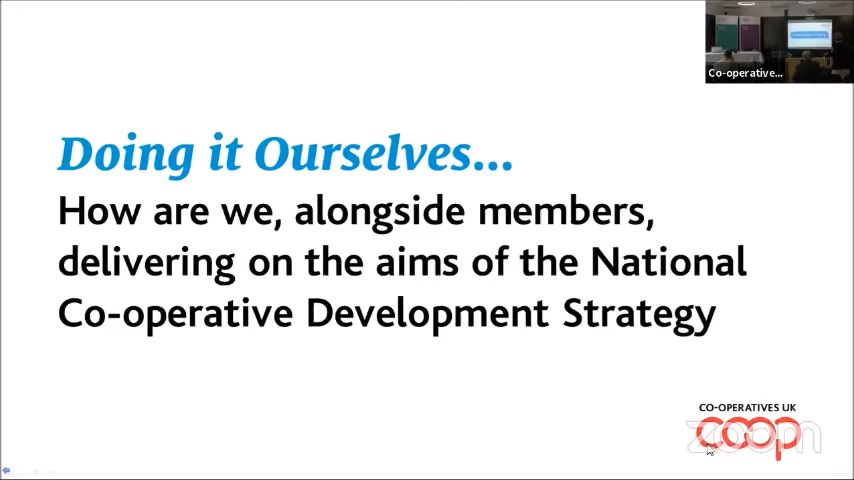 Co-operative...
Doing it Ourselves...
How are we, alongside members,
delivering on the aims of the National
Co-operative Development Strategy
CO-OPERATIVES UK
coop
zoom